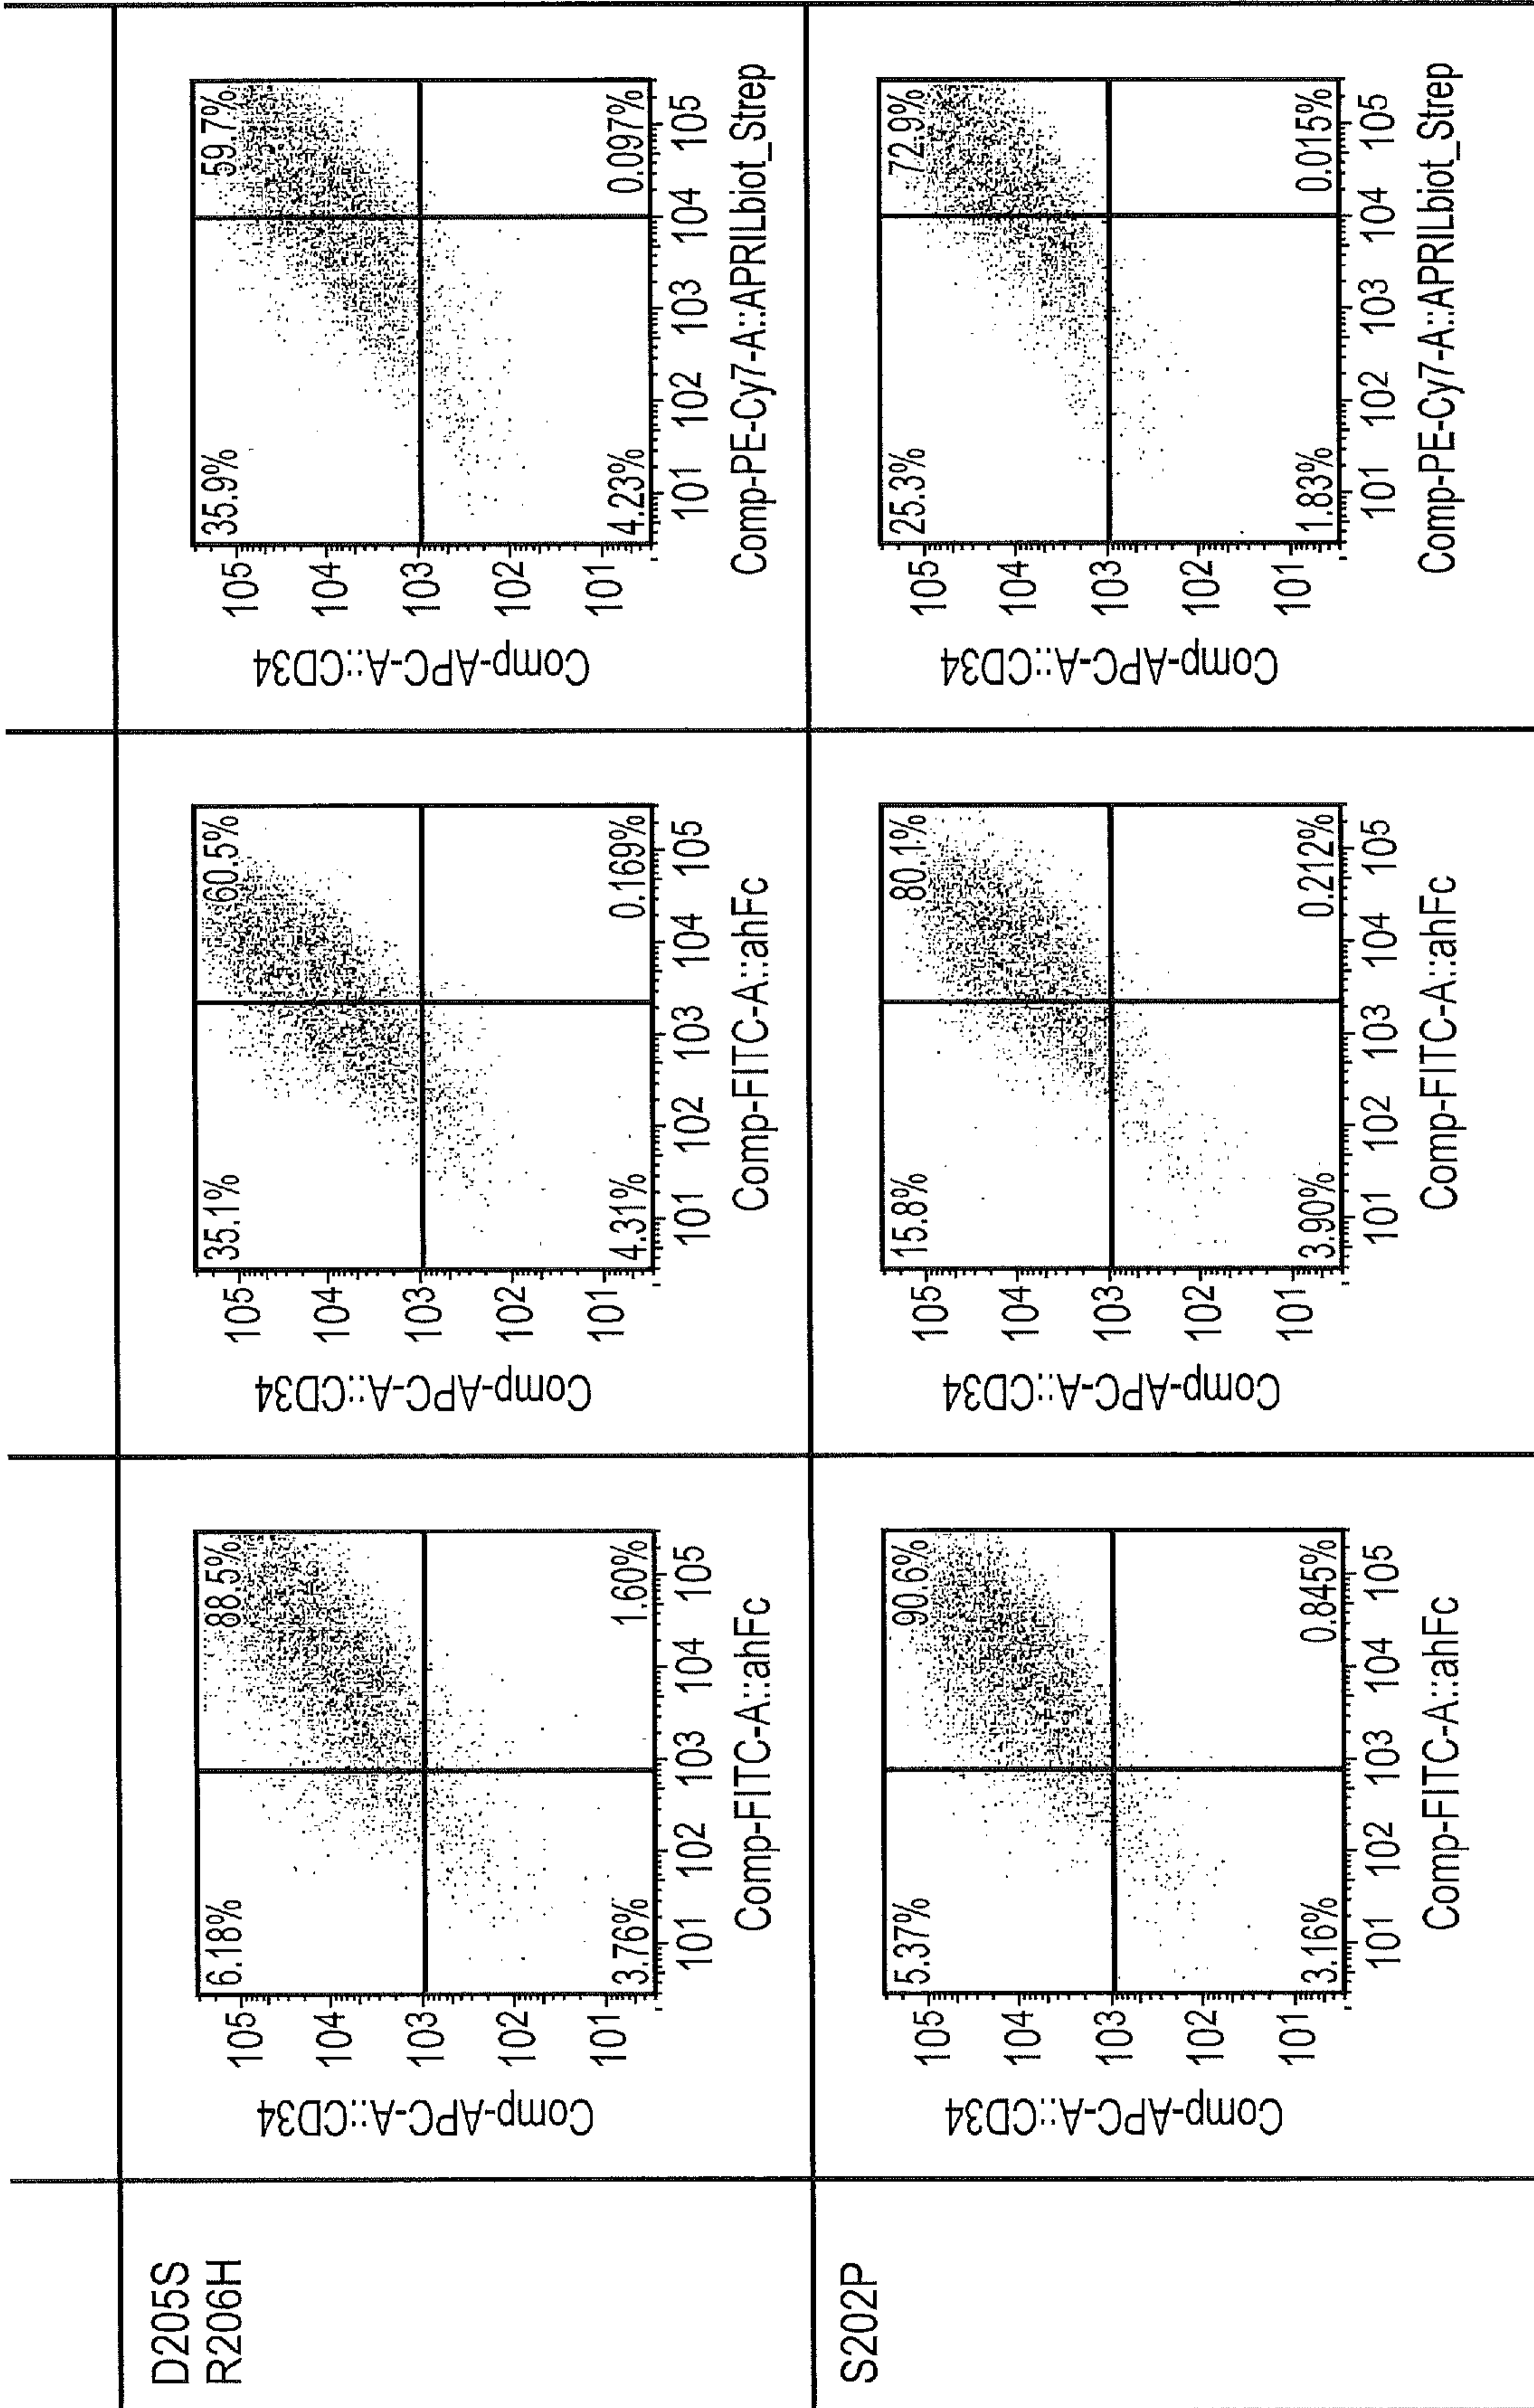 D205S
R206H
Comp-APC-A::CD34
105
104
103
102
101
6.18%
88.5%
3.76%
1.60%
101 102 103 104 105
Comp-FITC-A::ahFc
Comp-APC-A::CD34
105
104
103
102
101
35.1%
60.5%
4.31%
0.169%
101 102 103 104 105
Comp-FITC-A::ahFc
Comp-APC-A::CD34
105
104
103
102
101
35.9%
59.7%
4.23%
0.097%
101 102 103 104 105
Comp-PE-Cy7-A::APRILbiot_Strep
S202P
Comp-APC-A::CD34
105
104
103
102
101
5.37%
90.6%
3.16%
0.845%
101 102 103 104 105
Comp-FITC-A::ahFc
Comp-APC-A::CD34
105
104
103
102
101
15.8%
80.1%
3.90%
0.212%
101 102 103 104 105
Comp-FITC-A::ahFc
Comp-APC-A::CD34
105
104
103
102
101
25.3%
72.9%
1.83%
0.015%
101 102 103 104 105
Comp-PE-Cy7-A::APRILbiot_Strep